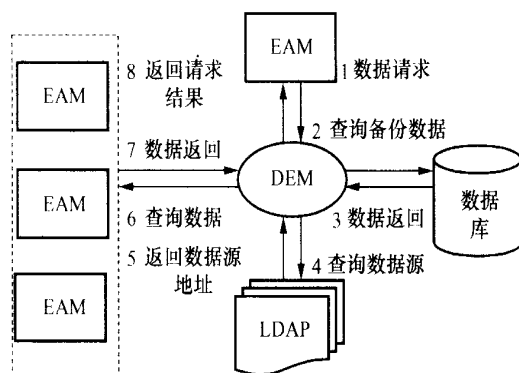 EAM
EAM
EAM
8 返回请求
结果
EAM
1 数据请求
2 查询备份数据
7 数据返回
DEM
数据
库
6 查询数据
3 数据返回
5 返回数据源
地址
4 查询数据源
LDAP